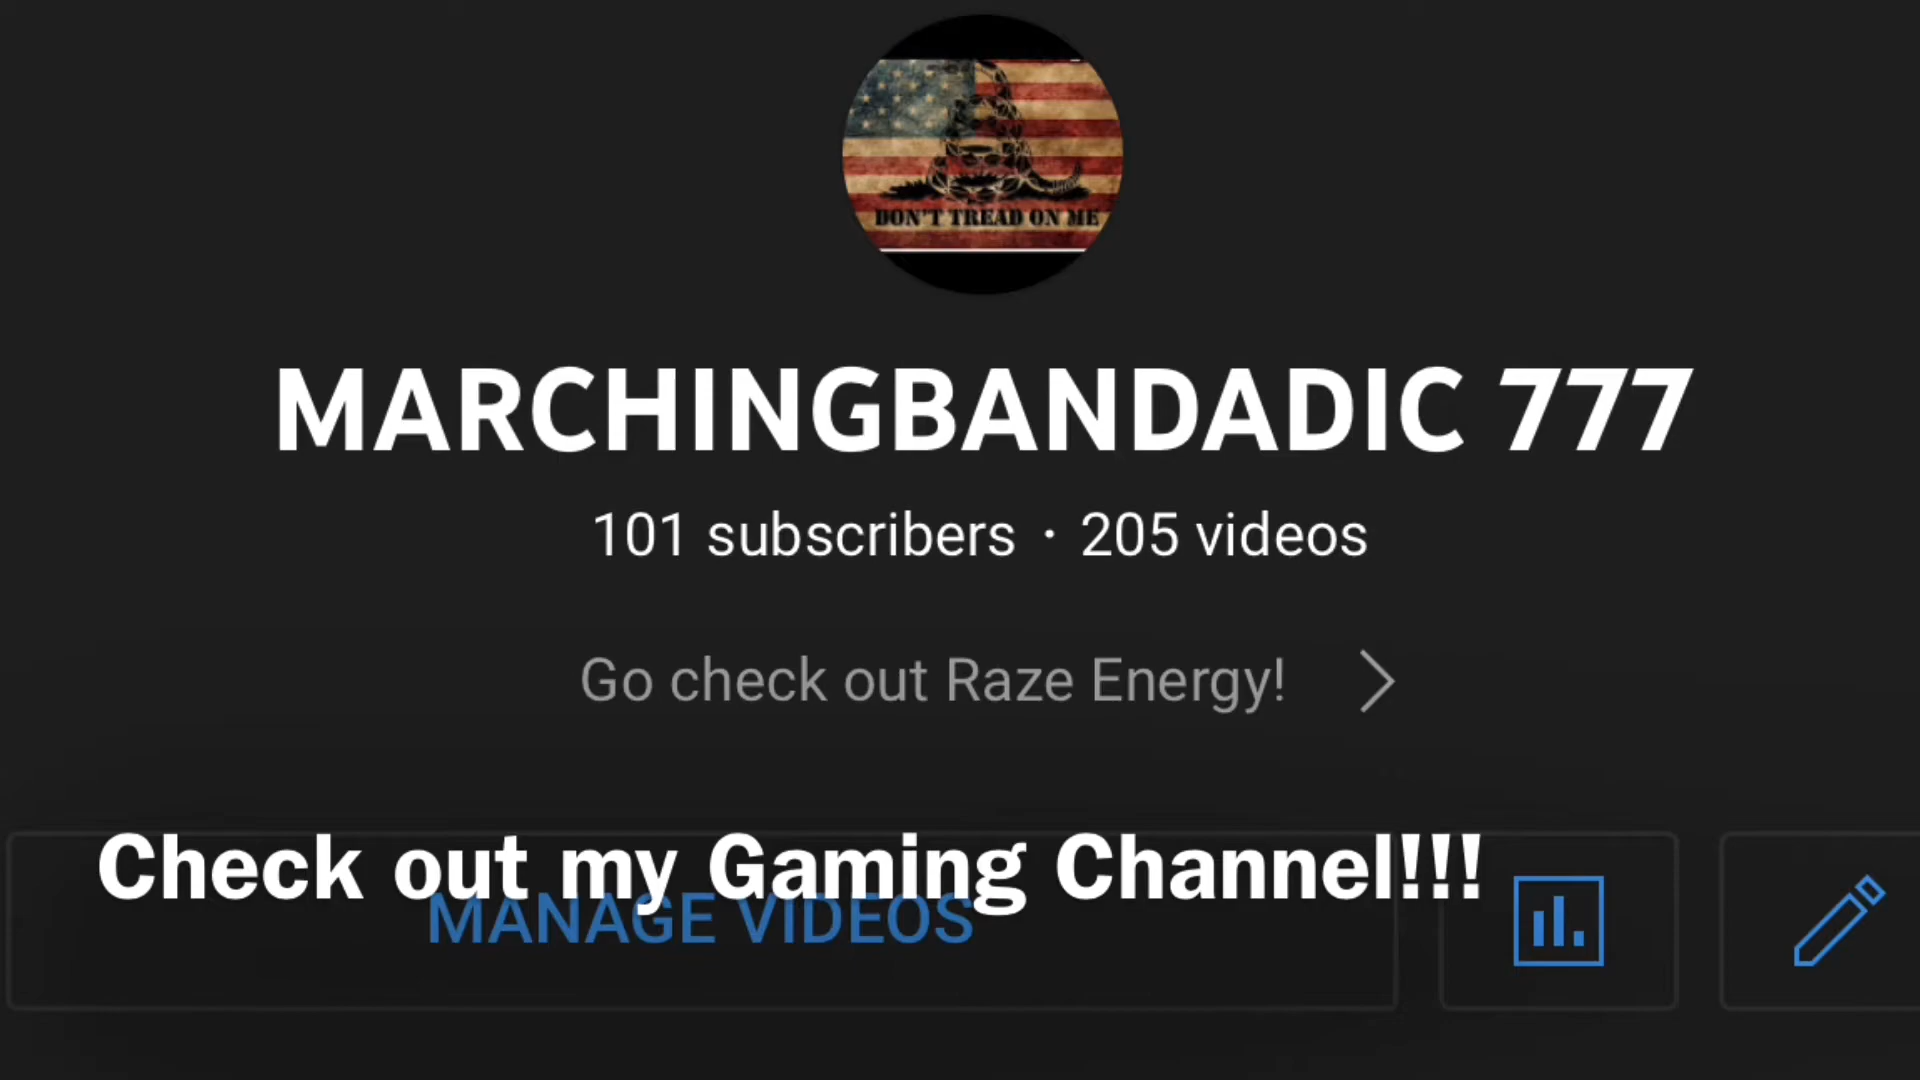 DON'T TREAD ON ME
MARCHINGBANDADIC 777
101 subscribers · 205 videos
Go check out Raze Energy!
Check out my Gaming Channel!!!
MANAGE VIDEOS